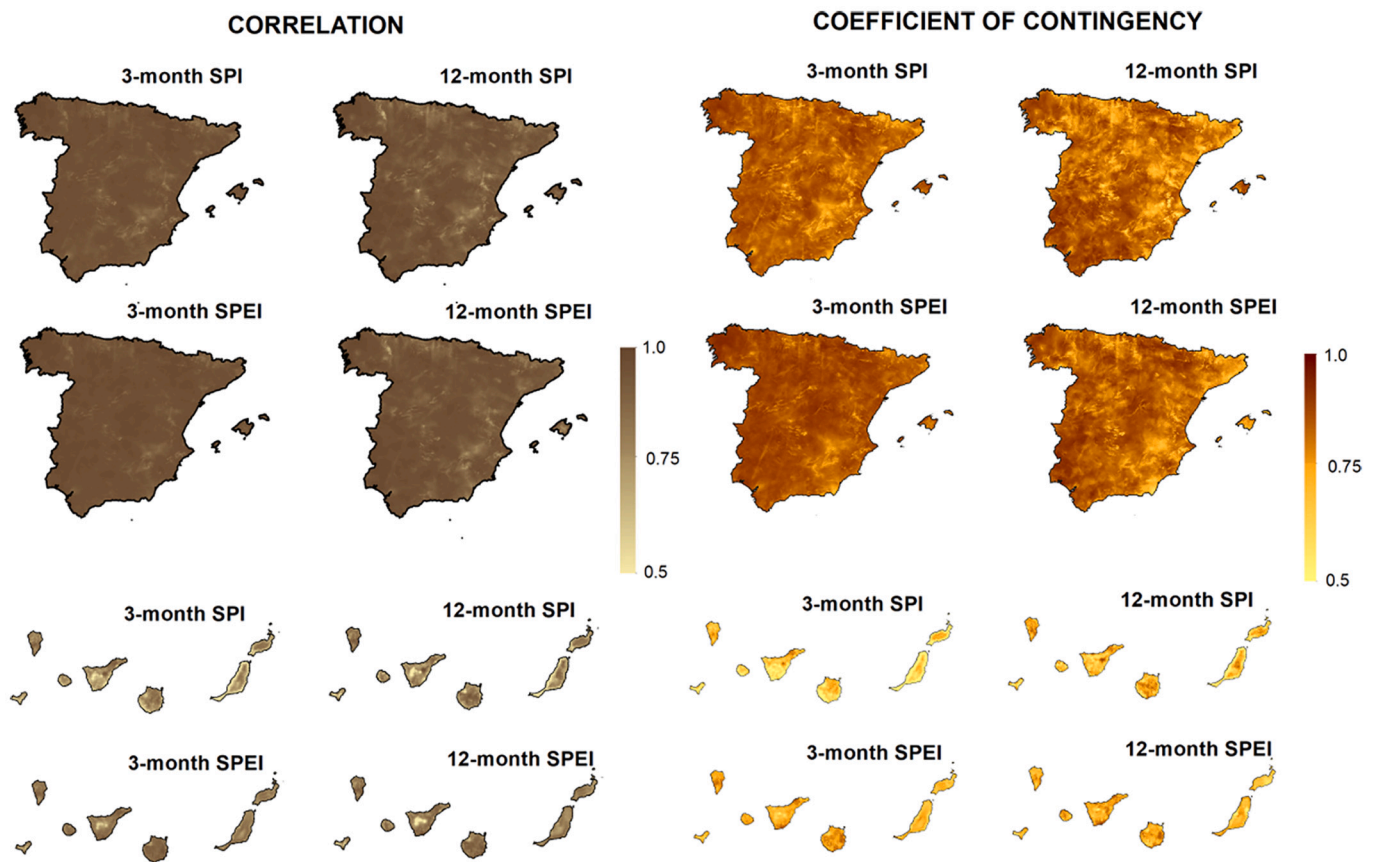 CORRELATION
COEFFICIENT OF CONTINGENCY
3-month SPI
12-month SPI
3-month SPI
12-month SPI
3-month SPEI
12-month SPEI
3-month SPEI
12-month SPEI
1.0
0.75
0.5
1.0
0.75
0.5
3-month SPI
12-month SPI
3-month SPI
12-month SPI
3-month SPEI
12-month SPEI
3-month SPEI
12-month SPEI